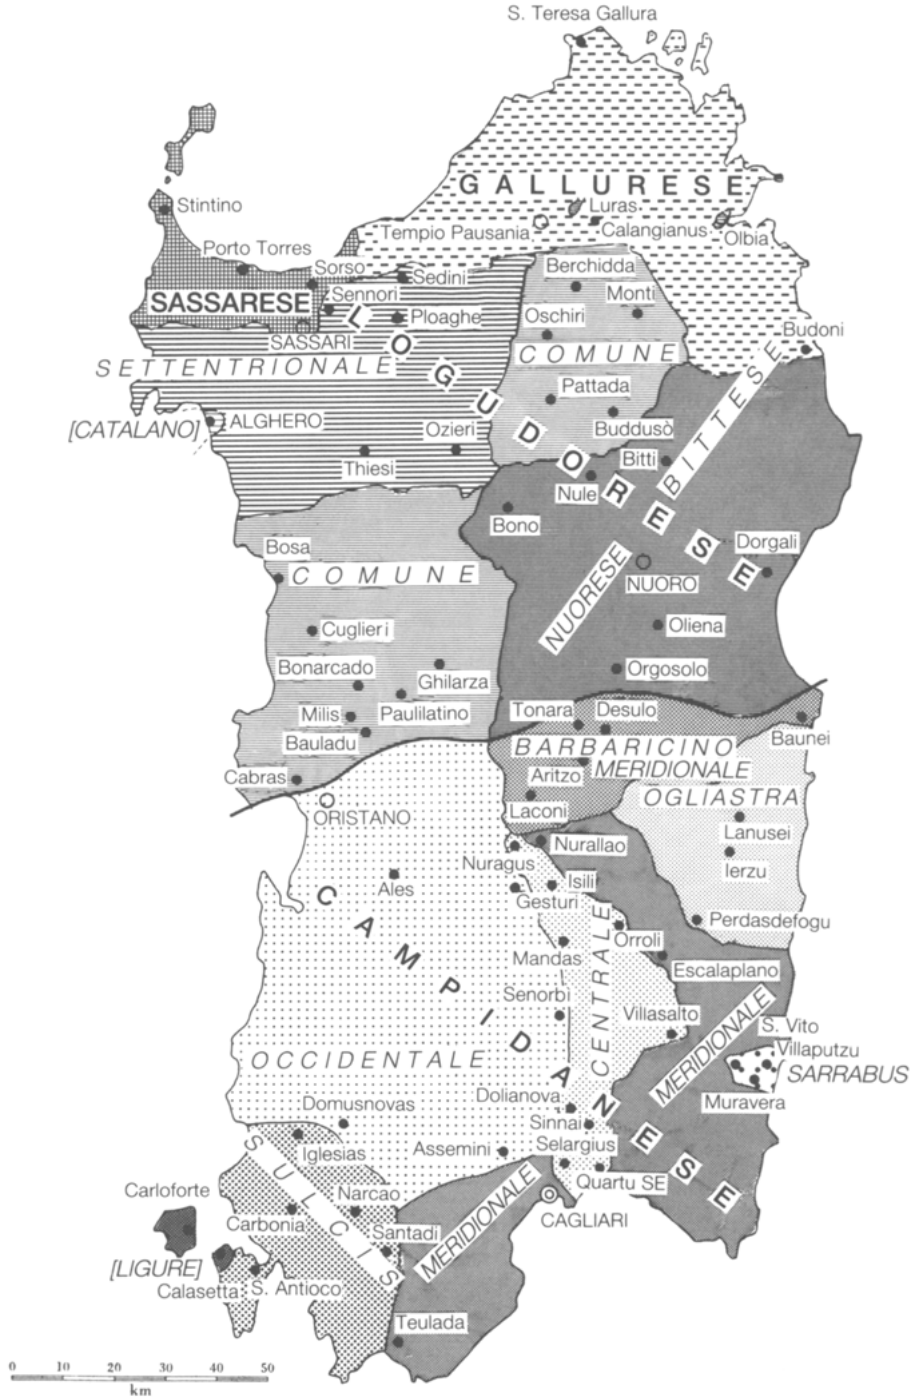 S. Teresa Gallura
GALLURESE
Stintino
Luras
Tempio Pausania
Calangianus
Olbia
Porto Torres
Sorso
Sedini
Berchidda
SASSARESE
Sennori
Monti
Ploaghe
Oschiri
SASSARI
Budoni
SETTENTRIONALE
COMUNE
LOGUDORESE
Pattada
[CATALANO]
ALGHERO
Buddusò
Ozieri
Thiesi
Bitti
BITTESE
Nule
Bono
Bosa
Dorgali
COMUNE
NUORO
NUORESE
Cuglieri
Oliena
Bonarcado
Ghilarza
Orgosolo
Milis
Paulilatino
Tonara
Desulo
Bauladu
Baunei
BARBARICINO
MERIDIONALE
Cabras
Aritzo
OGLIASTRA
Laconi
ORISTANO
Lanusei
Nurallao
Nuragus
Ierzu
Ales
Isili
Gesturi
CAMPIDANESE
Perdasdefogu
Orroli
Mandas
Escalaplano
CENTRALE
Senorbì
Villasalto
MERIDIONALE
S. Vito
Villaputzu
OCCIDENTALE
SARRABUS
Dolianova
Muravera
Domusnovas
Sinnai
Assemini
Selargius
Iglesias
Quartu SE
SULCIS
Carloforte
Narcao
Carbonia
CAGLIARI
Santadi
MERIDIONALE
[LIGURE]
Calasetta
S. Antioco
Teulada
0 10 20 30 40 50
km